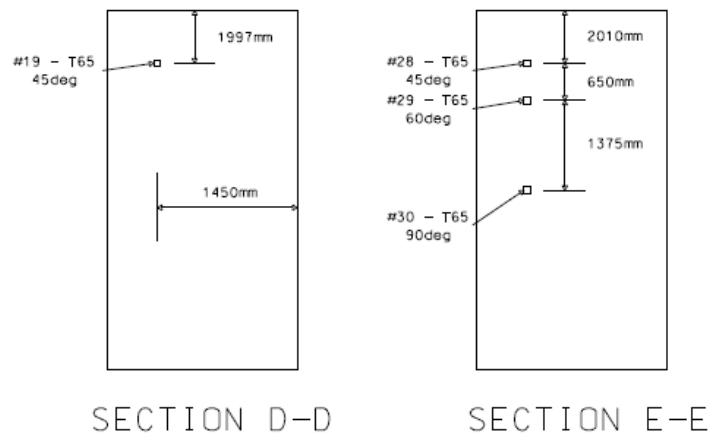 1997mm
#19 - T65
45deg
1450mm
SECTION D-D
2010mm
#28 - T65
45deg
650mm
#29 - T65
60deg
1375mm
#30 - T65
90deg
SECTION E-E